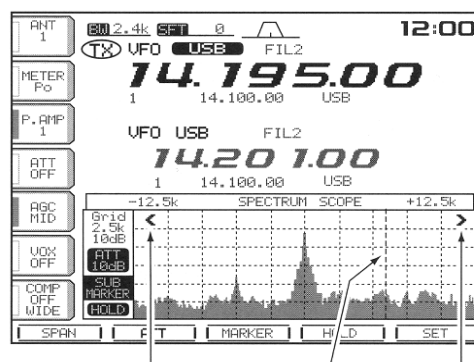 ANT
1
BW 2.4k SFT 0
12:00
TX VFO USB FIL2
METER
Po
14.195.00
1 14.100.00 USB
P.AMP
1
VFO USB FIL2
14.201.00
1 14.100.00 USB
ATT
OFF
AGC
MID
-12.5k SPECTRUM SCOPE +12.5k
Grid
2.5k
10dB
< >
ATT
10dB
VOX
OFF
SUB
MARKER
HOLD
COMP
OFF
WIDE
SPAN ATT MARKER HOLD SET